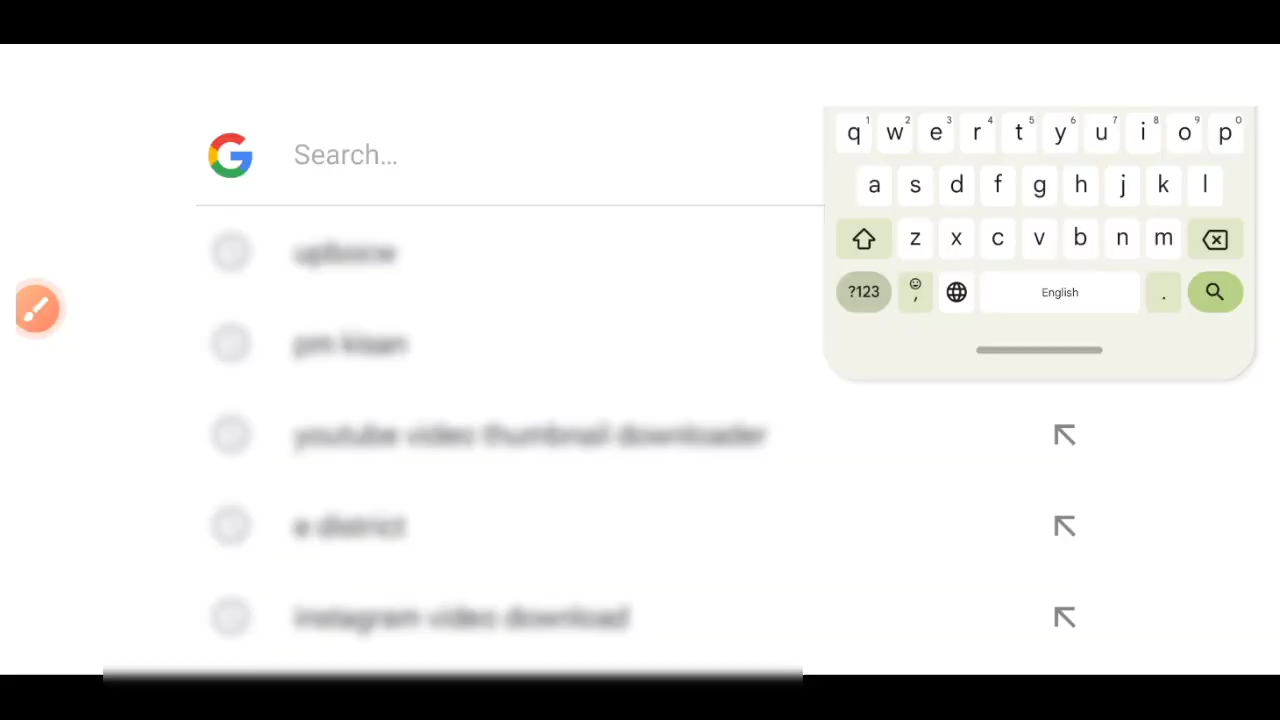 Search...
pm kisan
youtube video thumbnail downloader
e district
instagram video download
q1 w2 e3 r4 t5 y6 u7 i8 o9 p0
a s d f g h j k l
z x c v b n m
?123 , English .